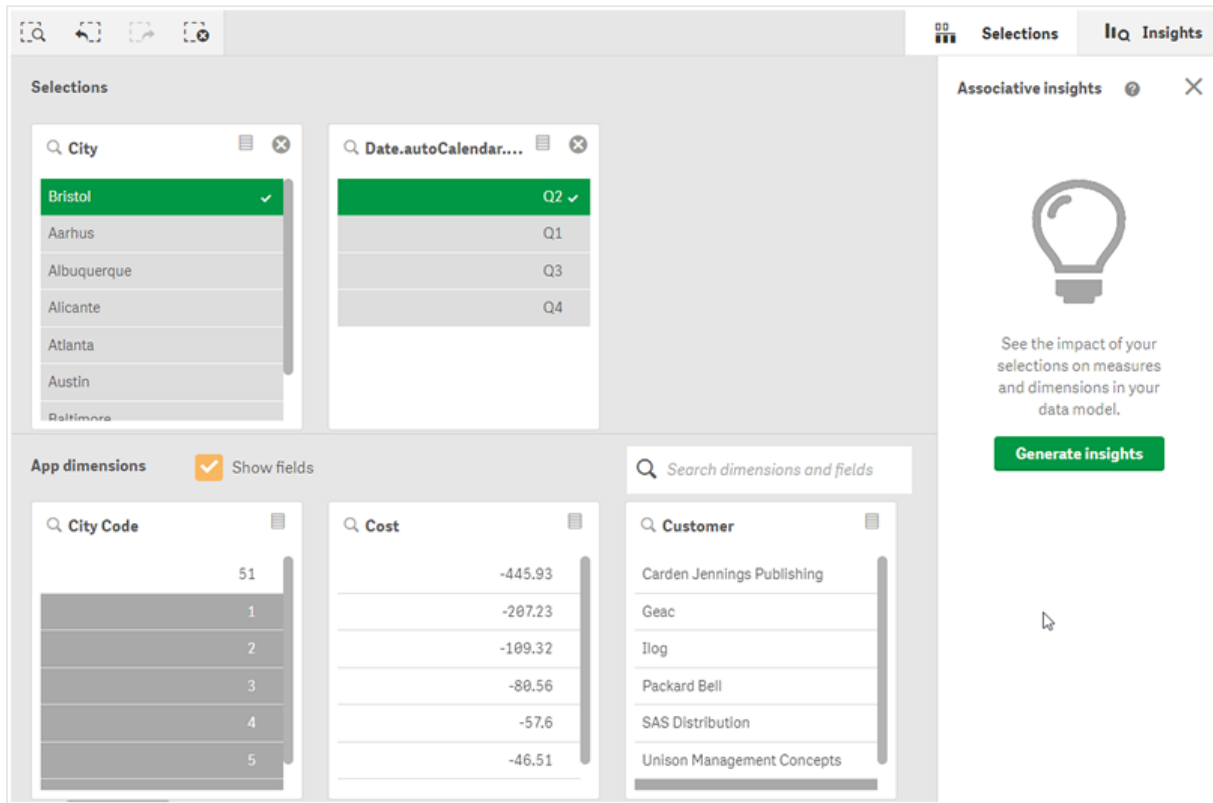 Selections
Insights
Selections
Associative insights
City
Date.autoCalendar....
Bristol
Aarhus
Albuquerque
Alicante
Atlanta
Austin
Baltimore
Q2
Q1
Q3
Q4
See the impact of your
selections on measures
and dimensions in your
data model.
Generate insights
App dimensions
Show fields
Search dimensions and fields
City Code
51
1
2
3
4
5
Cost
-445.93
-207.23
-109.32
-80.56
-57.6
-46.51
Customer
Carden Jennings Publishing
Geac
Ilog
Packard Bell
SAS Distribution
Unison Management Concepts